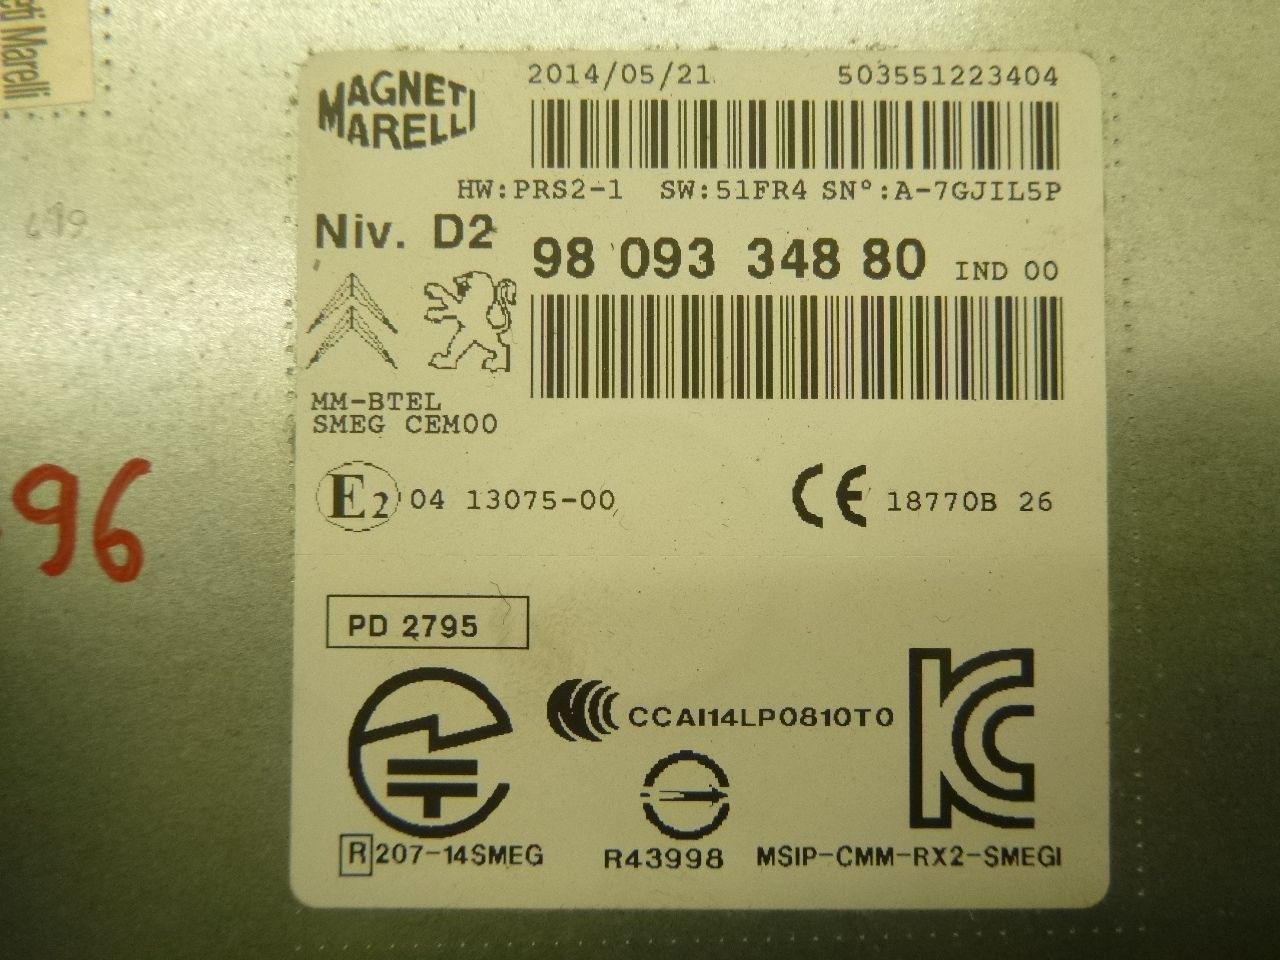 eti Marelli
MAGNETI MARELLI
2014/05/21 503551223404
HW:PRS2-1 SW:51FR4 SN°:A-7GJIL5P
Niv. D2
98 093 348 80 IND 00
MM-BTEL
SMEG CEM00
E2 04 13075-00
CE 18770B 26
96
PD 2795
CCAI14LP0810T0
R 207-14SMEG
R43998
MSIP-CMM-RX2-SMEGI